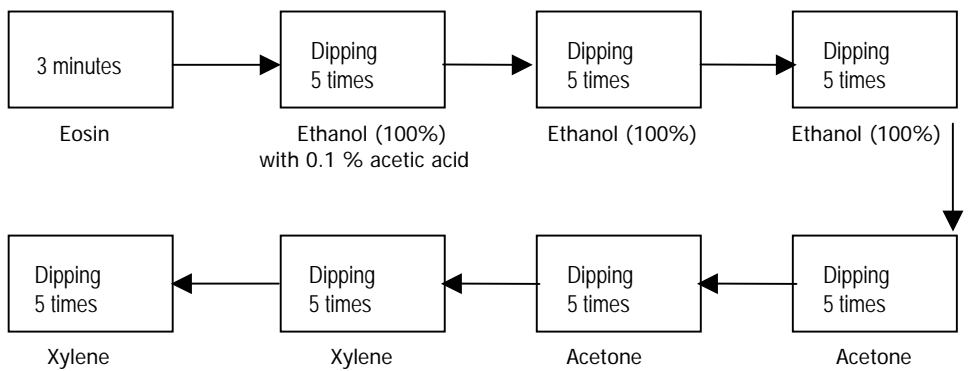 3 minutes
Dipping
5 times
Dipping
5 times
Dipping
5 times
Eosin
Ethanol (100%)
with 0.1 % acetic acid
Ethanol (100%)
Ethanol (100%)
Dipping
5 times
Dipping
5 times
Dipping
5 times
Dipping
5 times
Xylene
Xylene
Acetone
Acetone